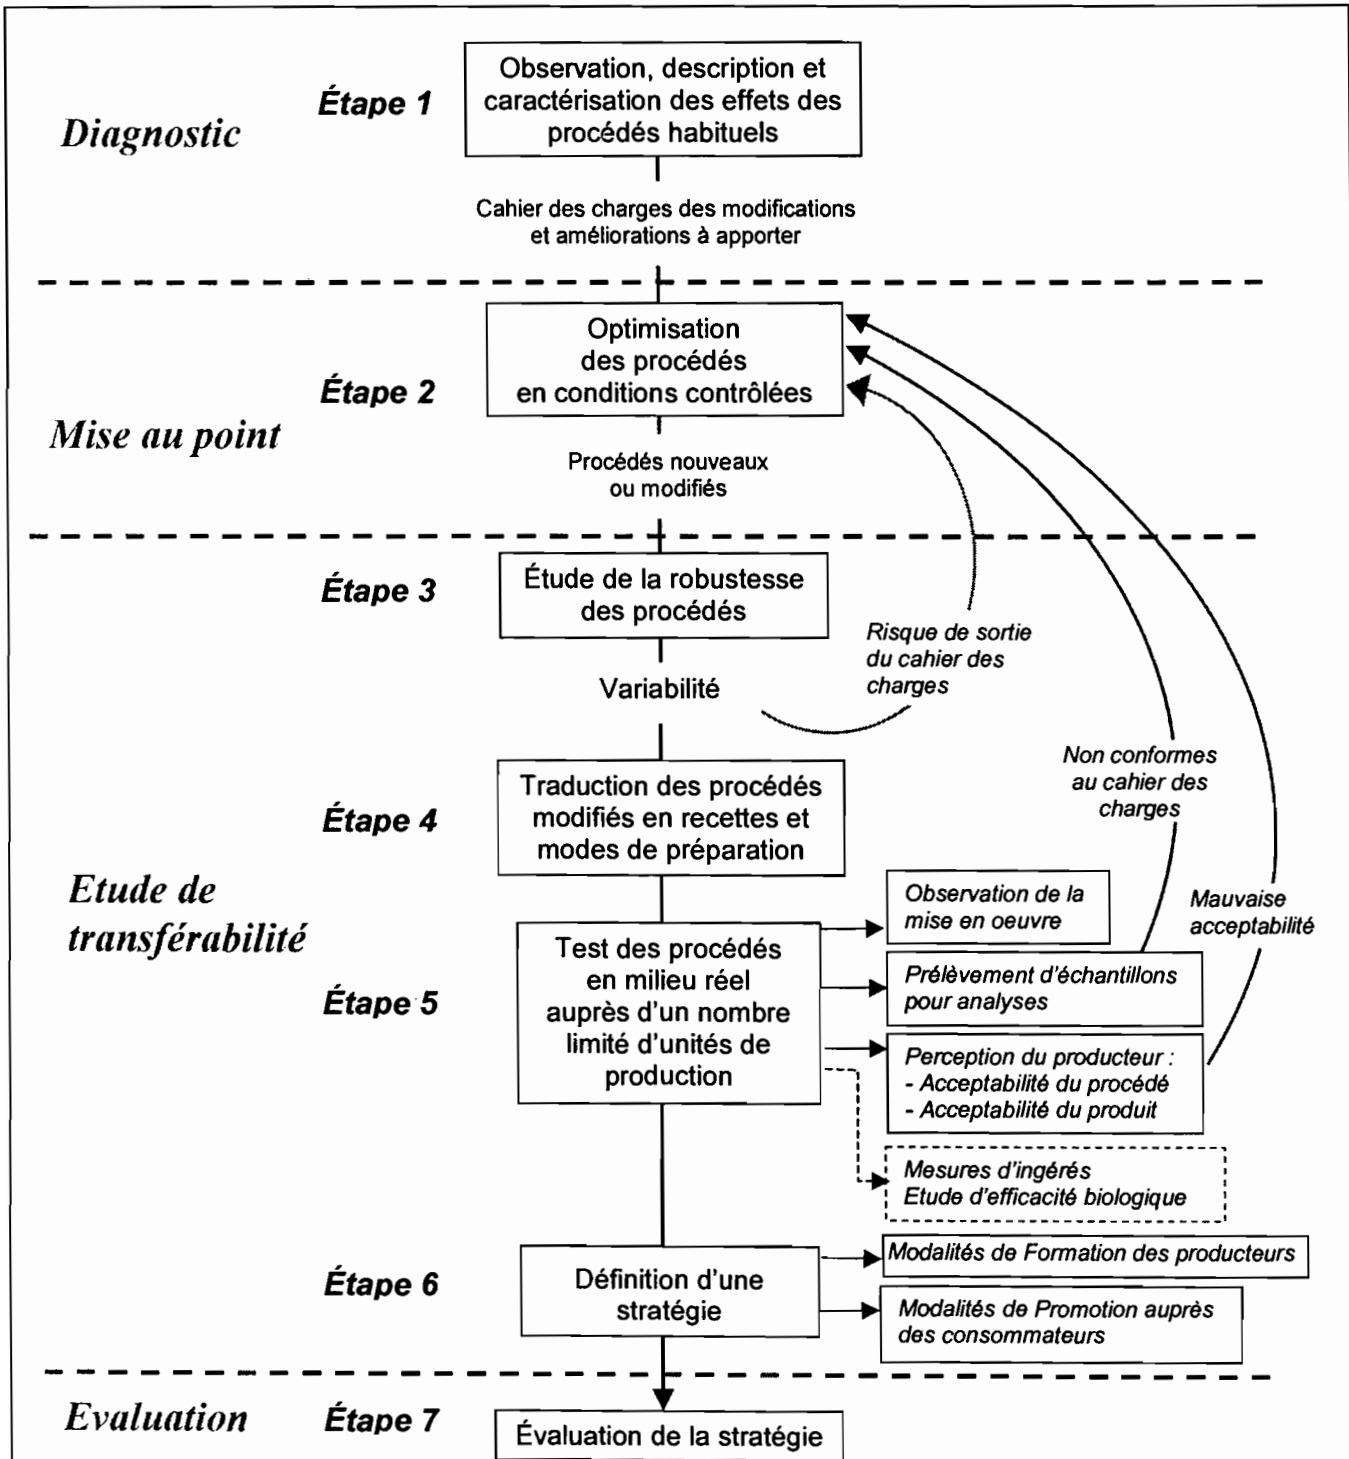 Diagnostic
Étape 1
Observation, description et
caractérisation des effets des
procédés habituels
Cahier des charges des modifications
et améliorations à apporter
Mise au point
Étape 2
Optimisation
des procédés
en conditions contrôlées
Procédés nouveaux
ou modifiés
Etude de
transférabilité
Étape 3
Étude de la robustesse
des procédés
Variabilité
Risque de sortie
du cahier des
charges
Étape 4
Traduction des procédés
modifiés en recettes et
modes de préparation
Non conformes
au cahier des
charges
Mauvaise
acceptabilité
Étape 5
Test des procédés
en milieu réel
auprès d'un nombre
limité d'unités de
production
Observation de la
mise en oeuvre
Prélèvement d'échantillons
pour analyses
Perception du producteur :
- Acceptabilité du procédé
- Acceptabilité du produit
Mesures d'ingérés
Etude d'efficacité biologique
Étape 6
Définition d'une
stratégie
Modalités de Formation des producteurs
Modalités de Promotion auprès
des consommateurs
Evaluation
Étape 7
Évaluation de la stratégie